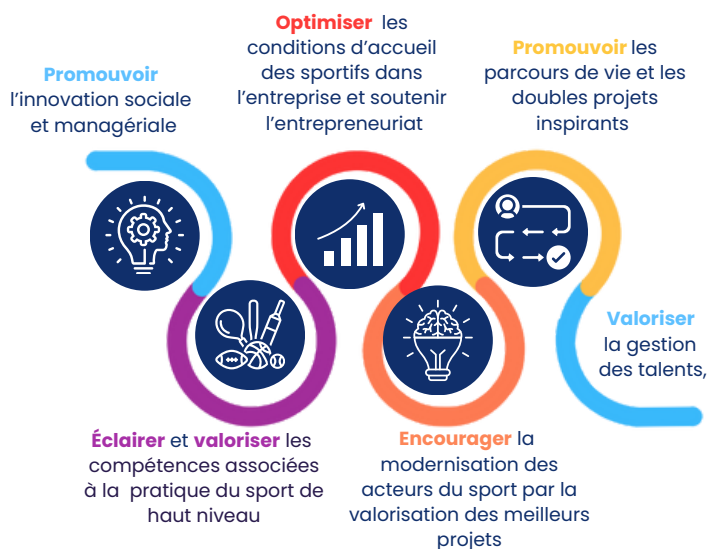 Promouvoir
l'innovation sociale
et managériale
Éclairer et valoriser les
compétences associées
à la pratique du sport de
haut niveau
Optimiser les
conditions d'accueil
des sportifs dans
l'entreprise et soutenir
l'entrepreneuriat
Encourager la
modernisation des
acteurs du sport par la
valorisation des meilleurs
projets
Promouvoir les
parcours de vie et les
doubles projets
inspirants
Valoriser
la gestion
des talents,